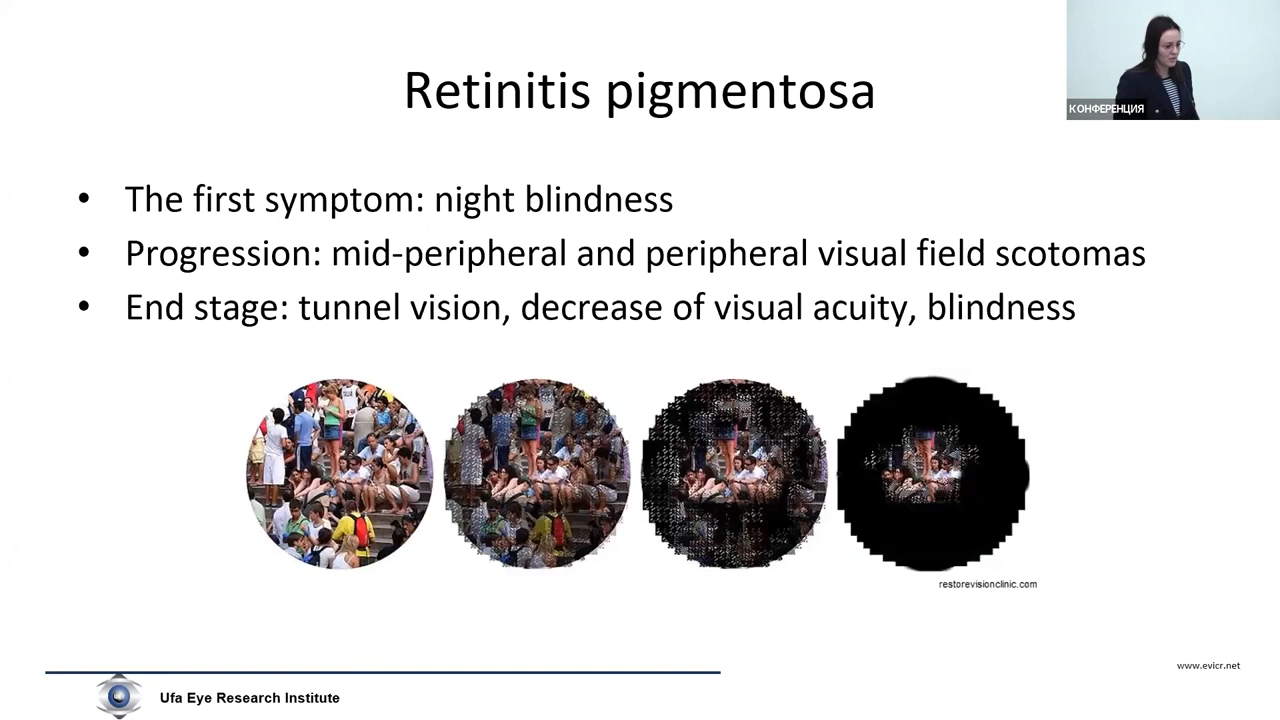 Retinitis pigmentosa
КОНФЕРЕНЦИЯ
• The first symptom: night blindness
• Progression: mid-peripheral and peripheral visual field scotomas
• End stage: tunnel vision, decrease of visual acuity, blindness
restorevisionclinic.com
www.evicr.net
Ufa Eye Research Institute